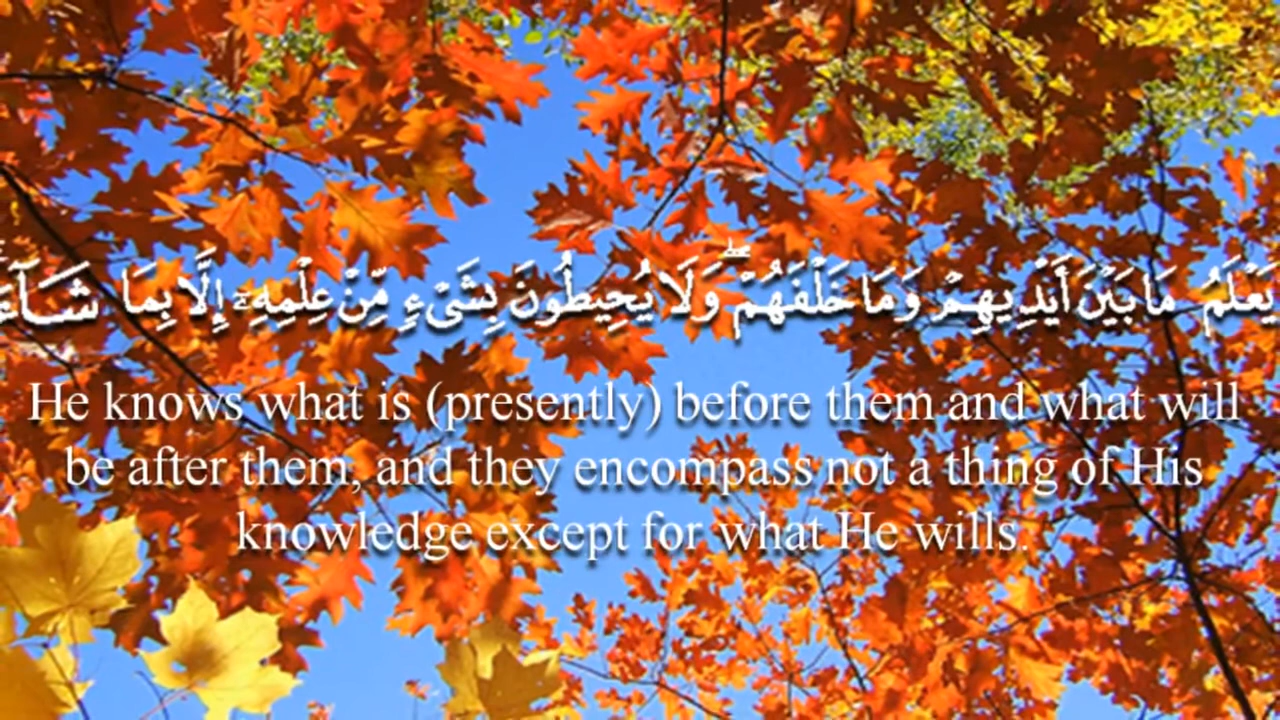 يَعْلَمُ مَا بَيْنَ أَيْدِيهِمْ وَمَا خَلْفَهُمْ ۖ وَلَا يُحِيطُونَ بِشَىْءٍ مِّنْ عِلْمِهِۦٓ إِلَّا بِمَا شَآءَ
He knows what is (presently) before them and what will
be after them, and they encompass not a thing of His
knowledge except for what He wills.